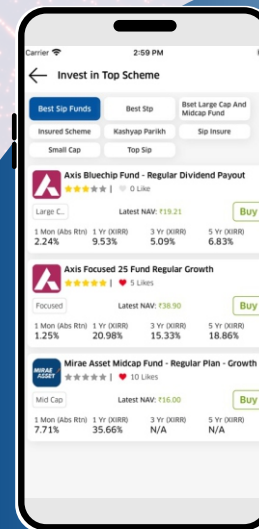 Carrier 2:59 PM
Invest in Top Scheme
Best Sip Funds Best Stp Bset Large Cap And
Midcap Fund
Insured Scheme Kashyap Parikh Sip Insure
Small Cap Top Sip
Axis Bluechip Fund - Regular Dividend Payout
| 0 Like
Large C.. Latest NAV: ₹19.21 Buy
1 Mon (Abs Rtn) 1 Yr (XIRR) 3 Yr (XIRR) 5 Yr (XIRR)
2.24% 9.53% 5.09% 6.83%
Axis Focused 25 Fund Regular Growth
| 5 Likes
Focused Latest NAV: ₹38.90 Buy
1 Mon (Abs Rtn) 1 Yr (XIRR) 3 Yr (XIRR) 5 Yr (XIRR)
1.25% 20.98% 15.33% 18.86%
MIRAE ASSET Mirae Asset Midcap Fund - Regular Plan - Growth
| 10 Likes
Mid Cap Latest NAV: ₹16.00 Buy
1 Mon (Abs Rtn) 1 Yr (XIRR) 3 Yr (XIRR) 5 Yr (XIRR)
7.71% 35.66% N/A N/A